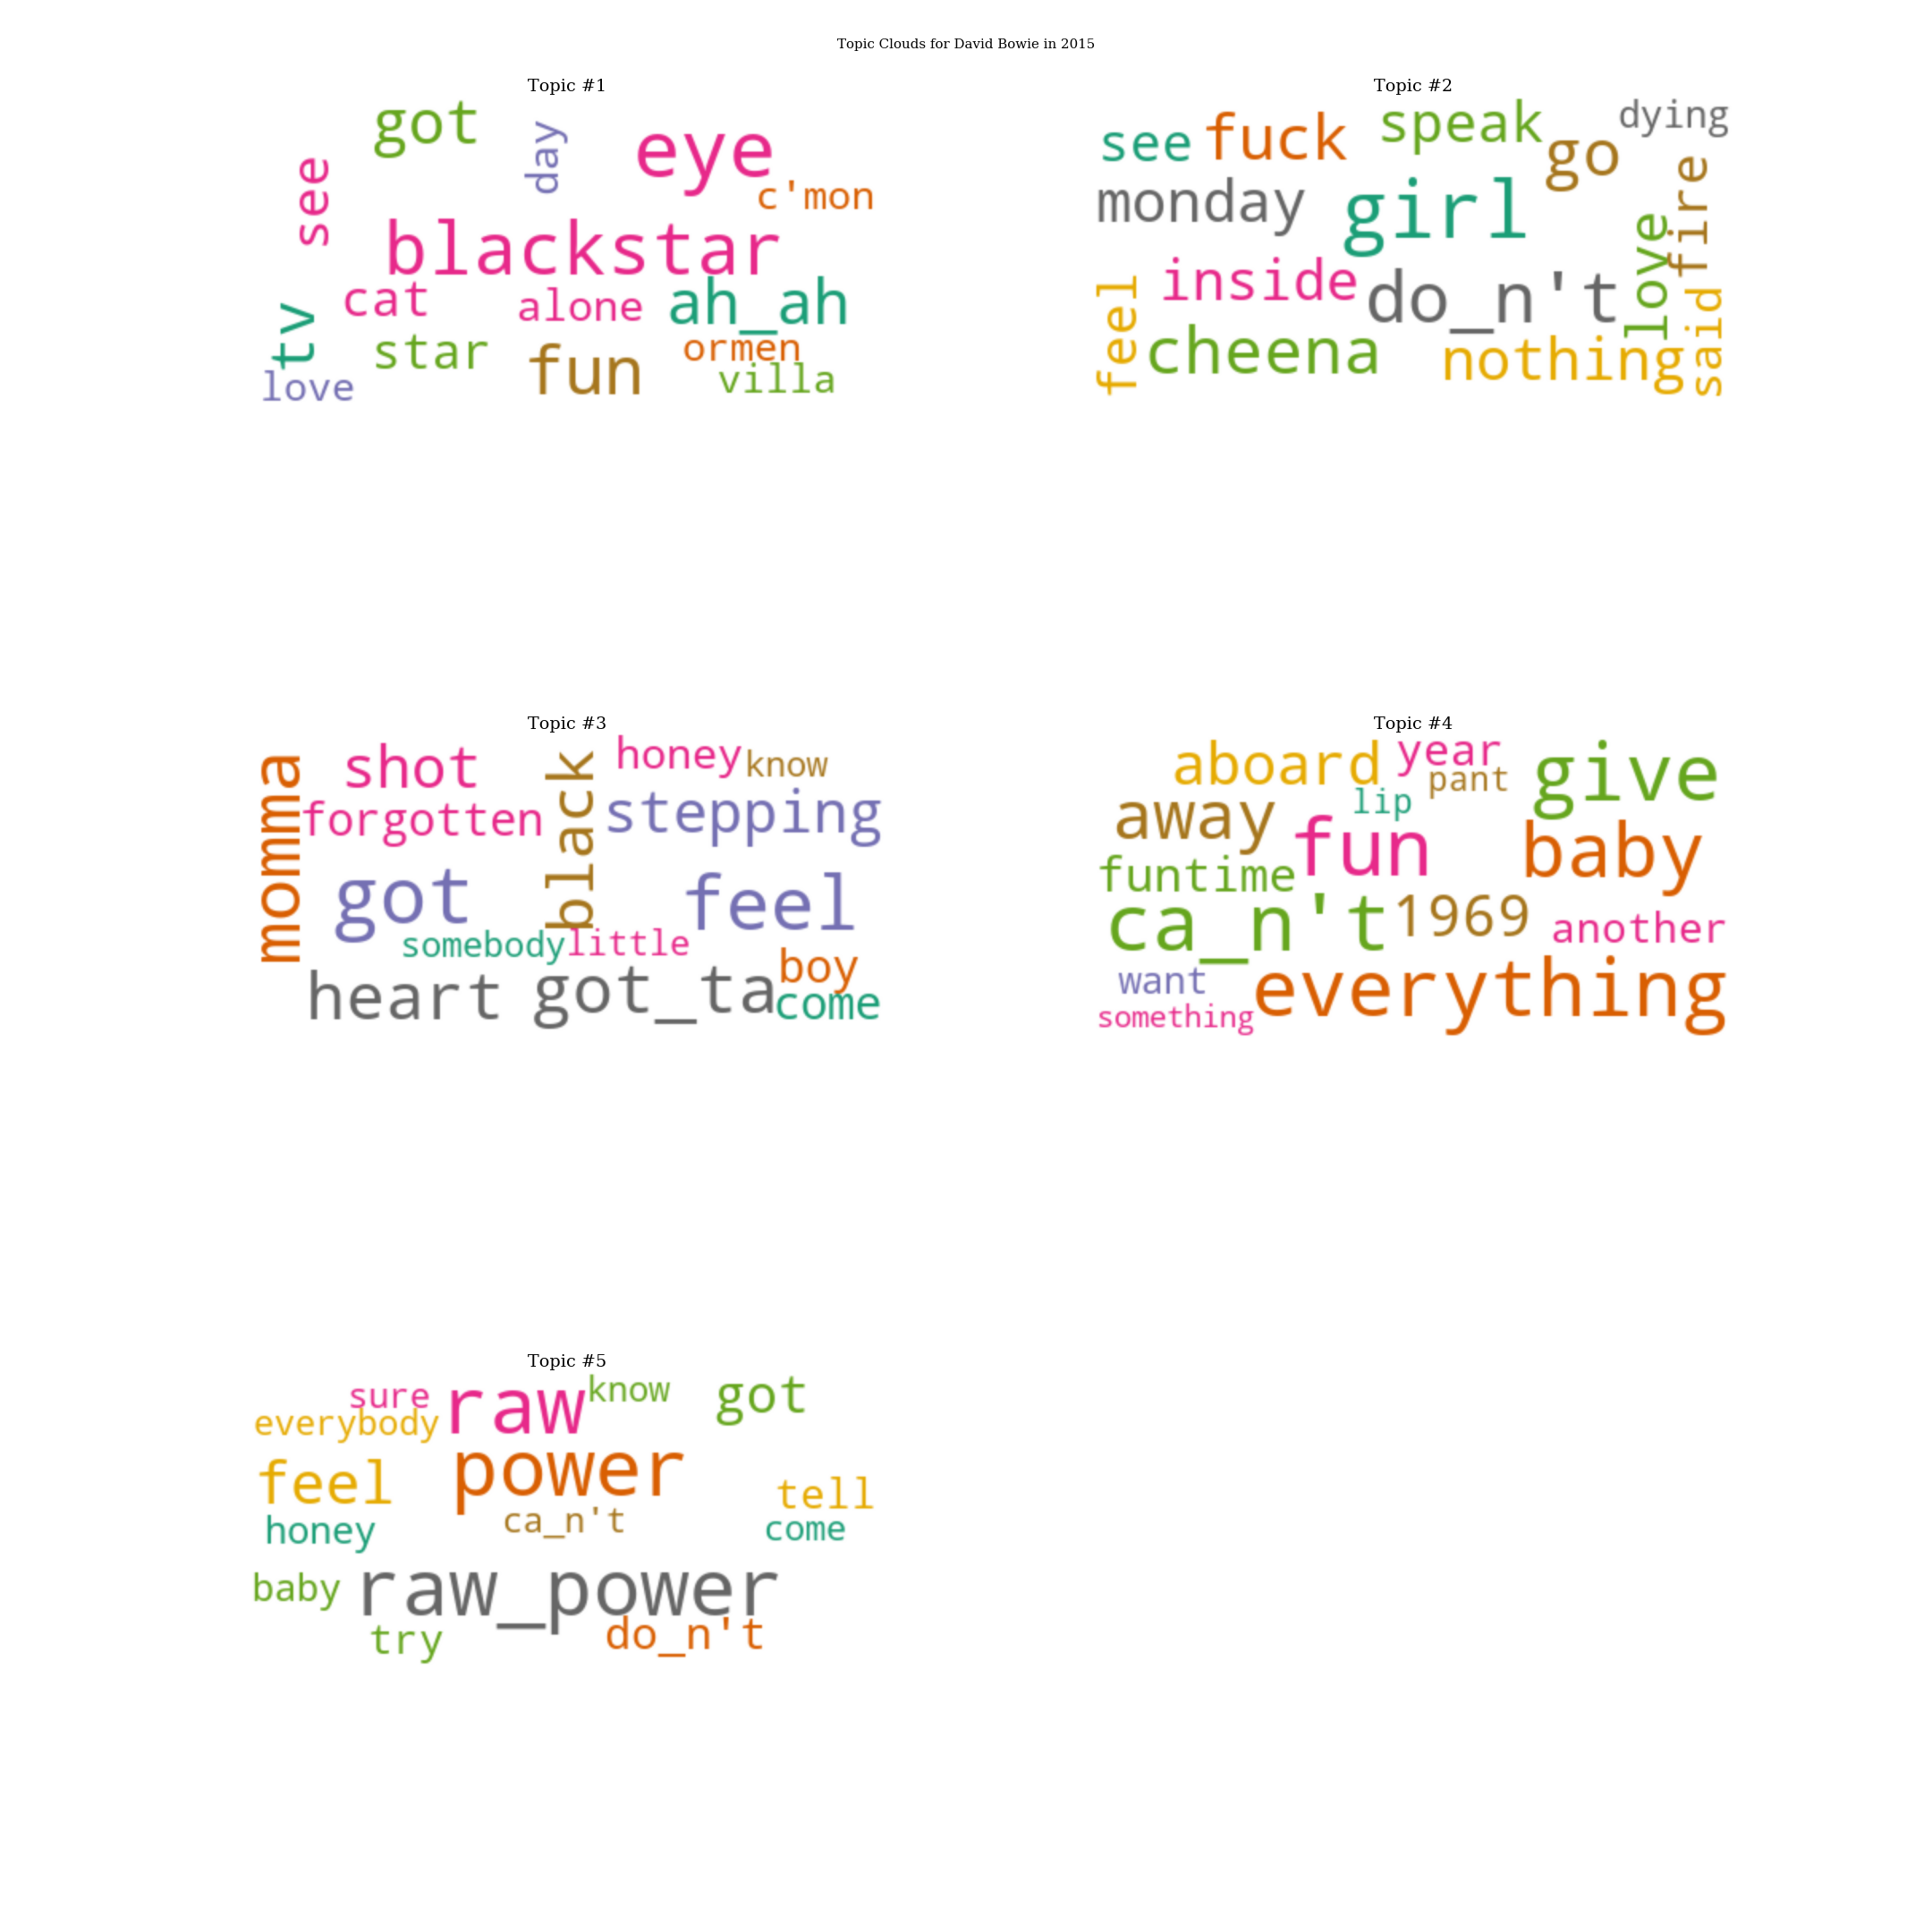 Topic Clouds for David Bowie in 2015
Topic #1
got
day
eye
see
c'mon
blackstar
cat
alone
ah_ah
tv
star
fun
ormen
love
villa
Topic #2
see
fuck
speak
dying
go
monday
girl
fire
love
inside
do_n't
feel
cheena
nothing
said
Topic #3
momma
shot
black
honey
know
forgotten
stepping
got
feel
somebody
little
heart
got_ta
boy
come
Topic #4
aboard
year
give
pant
away
lip
fun
baby
funtime
ca_n't
1969
another
want
everything
something
Topic #5
sure
raw
know
got
everybody
feel
power
tell
ca_n't
honey
come
baby
raw_power
try
do_n't